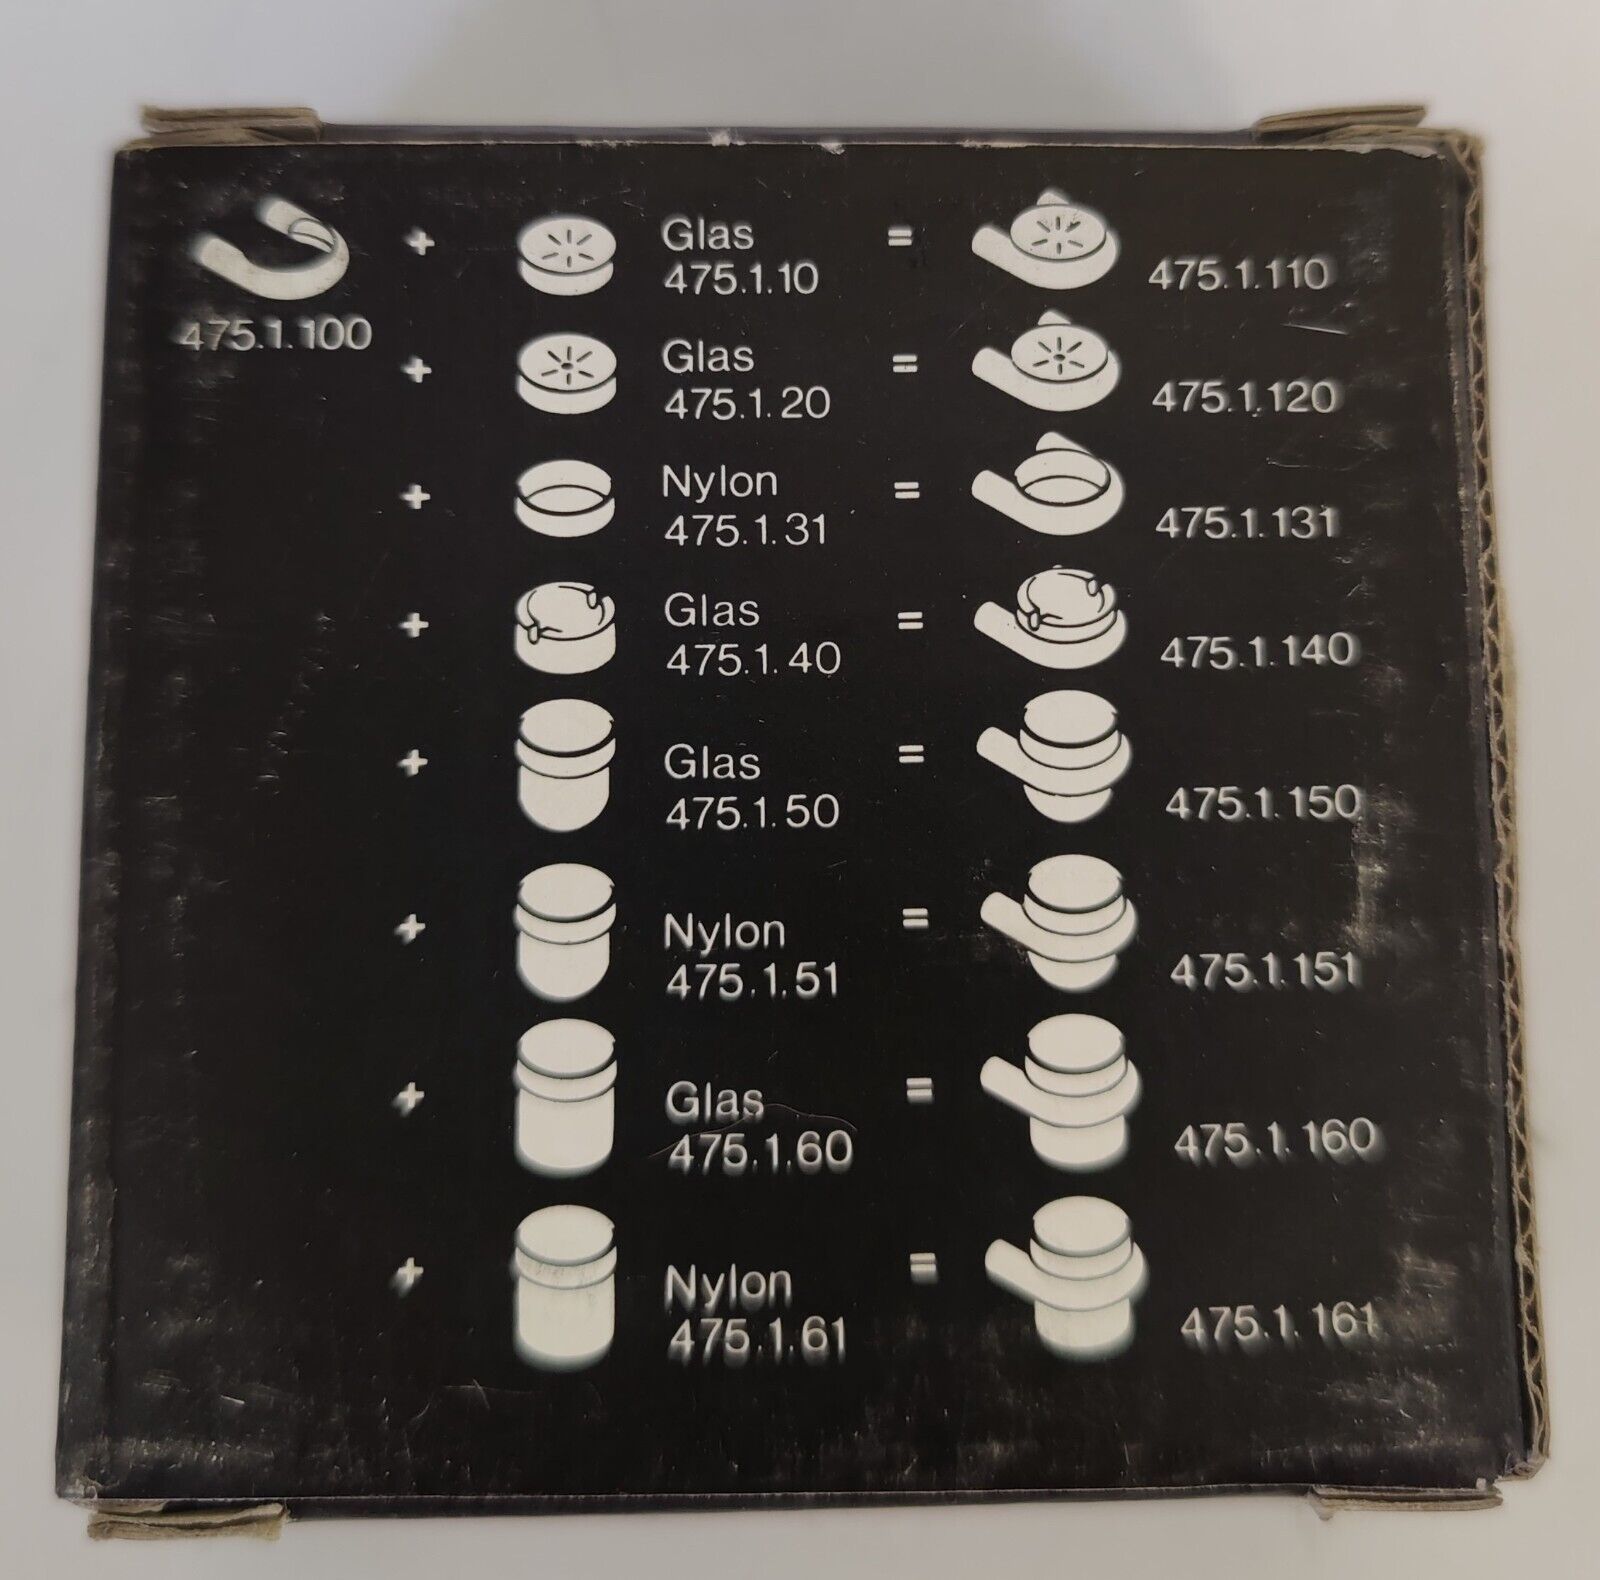 + Glas =
475.1.10 475.1.110
475.1.100
+ Glas =
475.1.20 475.1.120
+ Nylon =
475.1.31 475.1.131
+ Glas =
475.1.40 475.1.140
+ Glas =
475.1.50 475.1.150
+ Nylon =
475.1.51 475.1.151
+ Glas =
475.1.60 475.1.160
+ Nylon =
475.1.61 475.1.161